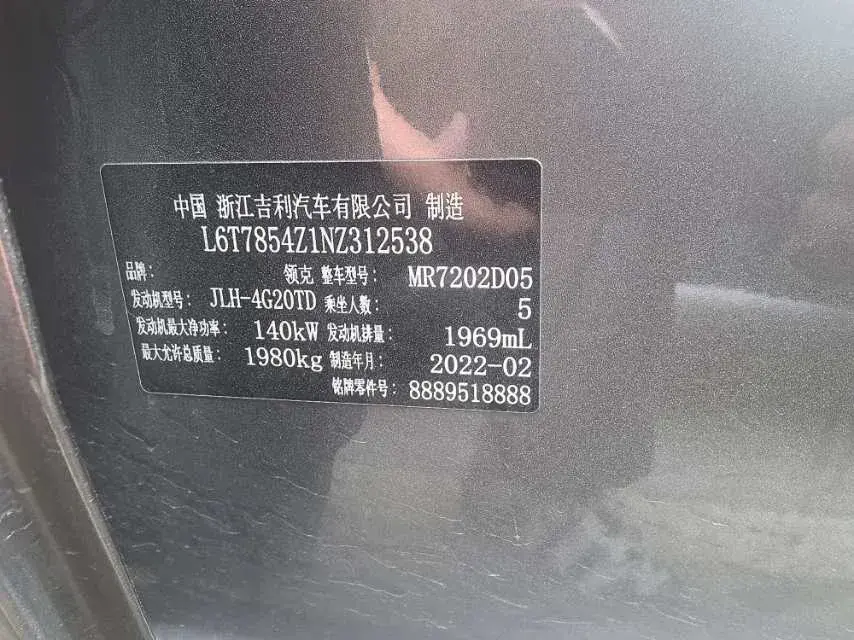 中国 浙江吉利汽车有限公司 制造
L6T7854Z1NZ312538
品牌: 领克 整车型号: MR7202D05
发动机型号: JLH-4G20TD 乘坐人数: 5
发动机最大净功率: 140kW 发动机排量: 1969mL
最大允许总质量: 1980kg 制造年月: 2022-02
铭牌零件号: 8889518888